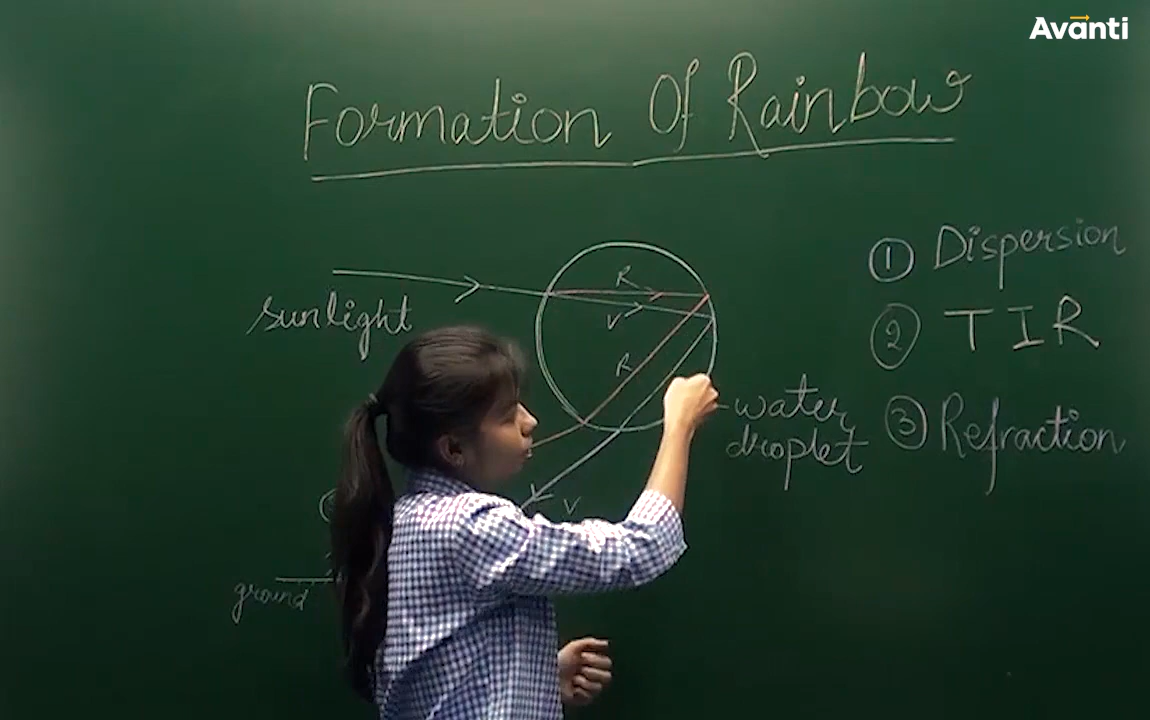 Avanti
Formation Of Rainbow
sunlight
R
V
R
V
water
droplet
ground
① Dispersion
② TIR
③ Refraction